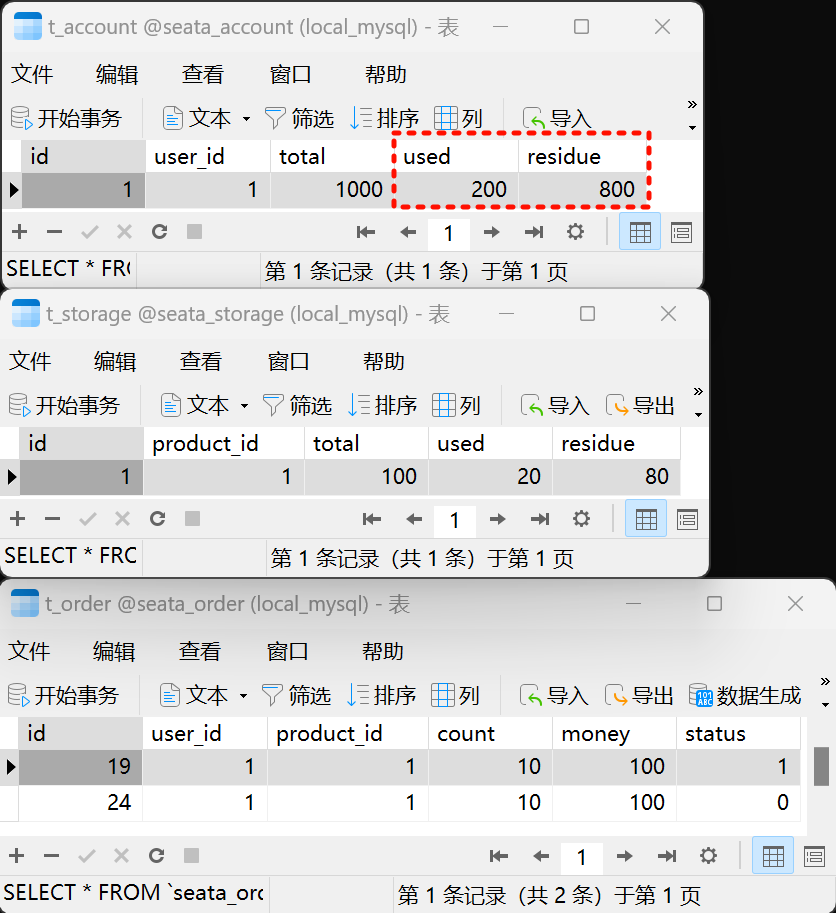 t_account @seata_account (local_mysql) - 表
文件 编辑 查看 窗口 帮助
开始事务 文本 筛选 排序 列 导入 »
id user_id total used residue
1 1 1000 200 800
1
SELECT * FRO 第 1 条记录（共 1 条）于第 1 页
t_storage @seata_storage (local_mysql) - 表
文件 编辑 查看 窗口 帮助
开始事务 文本 筛选 排序 列 导入 导出 »
id product_id total used residue
1 1 100 20 80
1
SELECT * FRO 第 1 条记录（共 1 条）于第 1 页
t_order @seata_order (local_mysql) - 表
文件 编辑 查看 窗口 帮助
开始事务 文本 筛选 排序 列 导入 导出 数据生成 »
id user_id product_id count money status
19 1 1 10 100 1
24 1 1 10 100 0
1
SELECT * FROM `seata_ord 第 1 条记录（共 2 条）于第 1 页